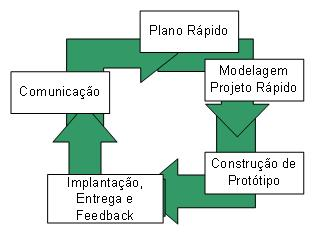 Plano Rápido
Modelagem
Projeto Rápido
Comunicação
Construção de
Protótipo
Implantação,
Entrega e
Feedback